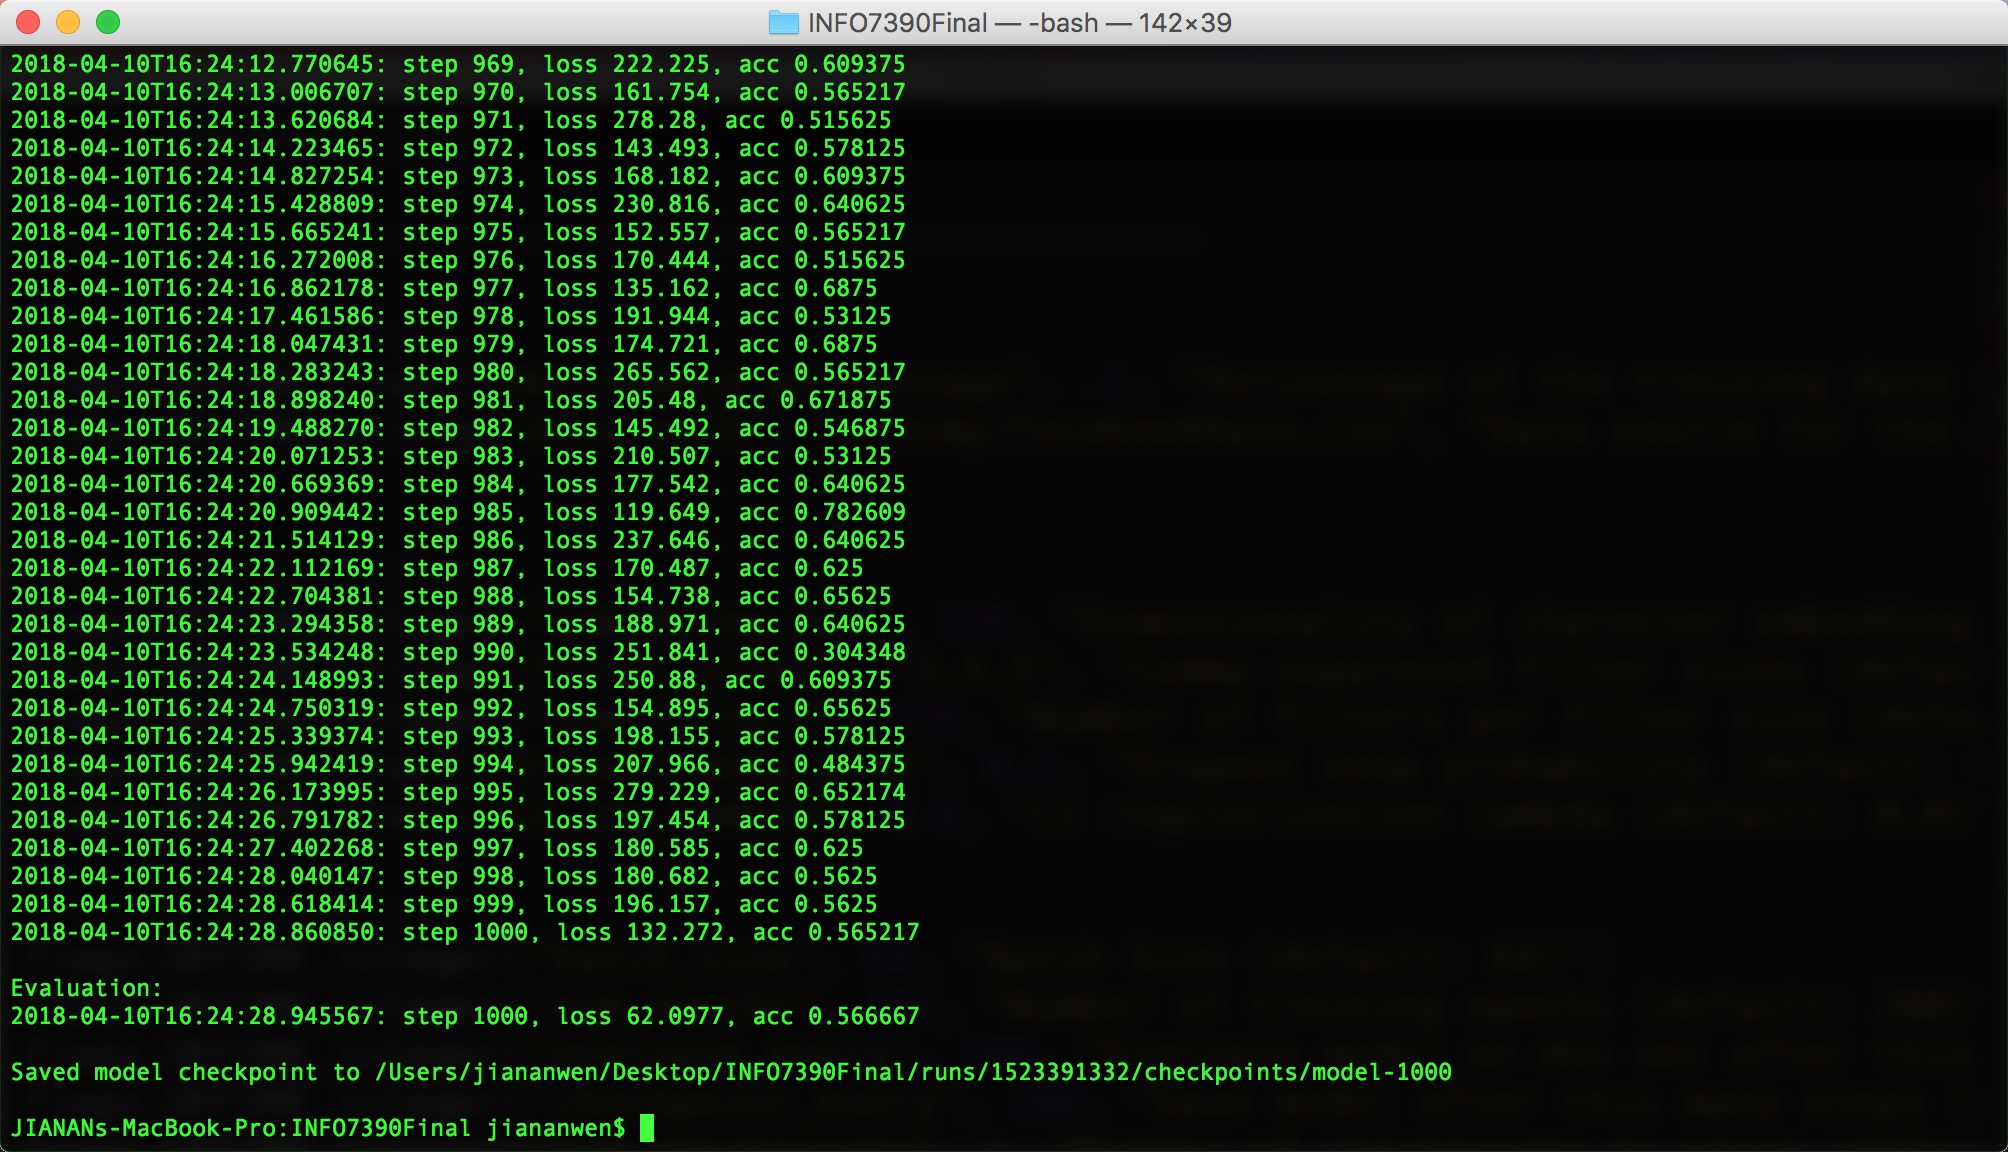 INFO7390Final — -bash — 142×39
2018-04-10T16:24:12.770645: step 969, loss 222.225, acc 0.609375
2018-04-10T16:24:13.006707: step 970, loss 161.754, acc 0.565217
2018-04-10T16:24:13.620684: step 971, loss 278.28, acc 0.515625
2018-04-10T16:24:14.223465: step 972, loss 143.493, acc 0.578125
2018-04-10T16:24:14.827254: step 973, loss 168.182, acc 0.609375
2018-04-10T16:24:15.428809: step 974, loss 230.816, acc 0.640625
2018-04-10T16:24:15.665241: step 975, loss 152.557, acc 0.565217
2018-04-10T16:24:16.272008: step 976, loss 170.444, acc 0.515625
2018-04-10T16:24:16.862178: step 977, loss 135.162, acc 0.6875
2018-04-10T16:24:17.461586: step 978, loss 191.944, acc 0.53125
2018-04-10T16:24:18.047431: step 979, loss 174.721, acc 0.6875
2018-04-10T16:24:18.283243: step 980, loss 265.562, acc 0.565217
2018-04-10T16:24:18.898240: step 981, loss 205.48, acc 0.671875
2018-04-10T16:24:19.488270: step 982, loss 145.492, acc 0.546875
2018-04-10T16:24:20.071253: step 983, loss 210.507, acc 0.53125
2018-04-10T16:24:20.669369: step 984, loss 177.542, acc 0.640625
2018-04-10T16:24:20.909442: step 985, loss 119.649, acc 0.782609
2018-04-10T16:24:21.514129: step 986, loss 237.646, acc 0.640625
2018-04-10T16:24:22.112169: step 987, loss 170.487, acc 0.625
2018-04-10T16:24:22.704381: step 988, loss 154.738, acc 0.65625
2018-04-10T16:24:23.294358: step 989, loss 188.971, acc 0.640625
2018-04-10T16:24:23.534248: step 990, loss 251.841, acc 0.304348
2018-04-10T16:24:24.148993: step 991, loss 250.88, acc 0.609375
2018-04-10T16:24:24.750319: step 992, loss 154.895, acc 0.65625
2018-04-10T16:24:25.339374: step 993, loss 198.155, acc 0.578125
2018-04-10T16:24:25.942419: step 994, loss 207.966, acc 0.484375
2018-04-10T16:24:26.173995: step 995, loss 279.229, acc 0.652174
2018-04-10T16:24:26.791782: step 996, loss 197.454, acc 0.578125
2018-04-10T16:24:27.402268: step 997, loss 180.585, acc 0.625
2018-04-10T16:24:28.040147: step 998, loss 180.682, acc 0.5625
2018-04-10T16:24:28.618414: step 999, loss 196.157, acc 0.5625
2018-04-10T16:24:28.860850: step 1000, loss 132.272, acc 0.565217
Evaluation:
2018-04-10T16:24:28.945567: step 1000, loss 62.0977, acc 0.566667
Saved model checkpoint to /Users/jiananwen/Desktop/INFO7390Final/runs/1523391332/checkpoints/model-1000
JIANANs-MacBook-Pro:INFO7390Final jiananwen$